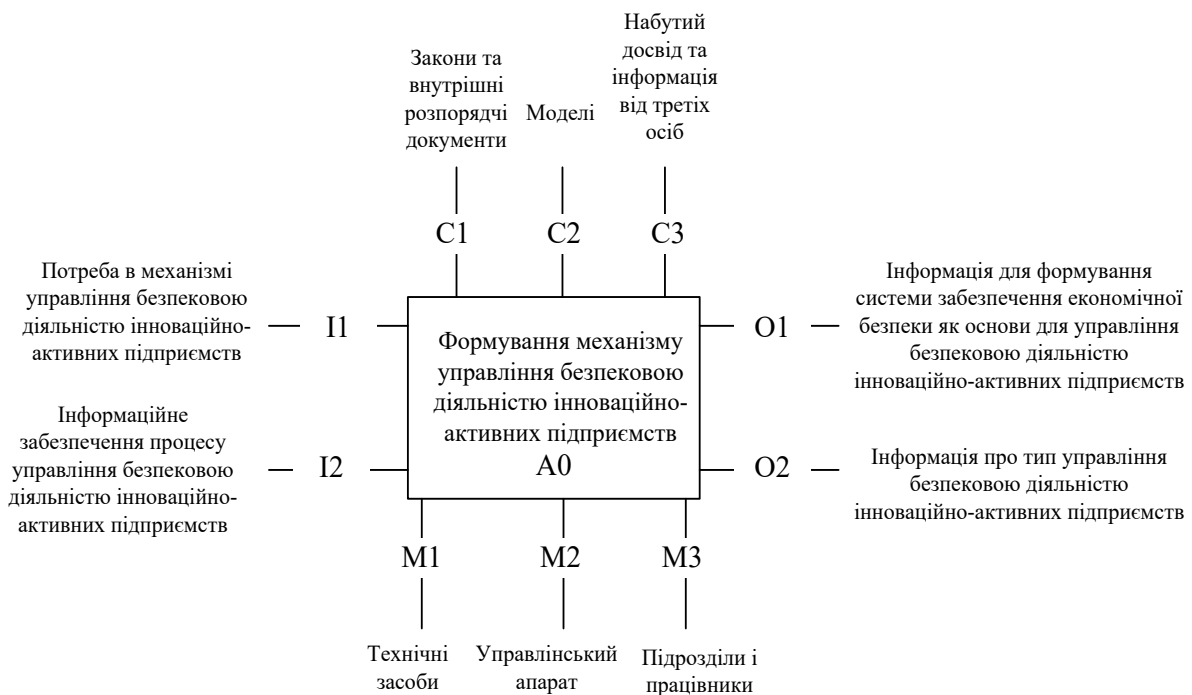 Закони та
внутрішні
розпорядчі
документи
Моделі
Набутий
досвід та
інформація
від третіх
осіб
C1
C2
C3
Потреба в механізмі
управління безпековою
діяльністю інноваційно-
активних підприємств
I1
Інформаційне
забезпечення процесу
управління безпековою
діяльністю інноваційно-
активних підприємств
I2
Формування механізму
управління безпековою
діяльністю інноваційно-
активних підприємств
A0
O1
Інформація для формування
системи забезпечення економічної
безпеки як основи для управління
безпековою діяльністю
інноваційно-активних підприємств
O2
Інформація про тип управління
безпековою діяльністю
інноваційно-активних підприємств
M1
M2
M3
Технічні
засоби
Управлінський
апарат
Підрозділи і
працівники